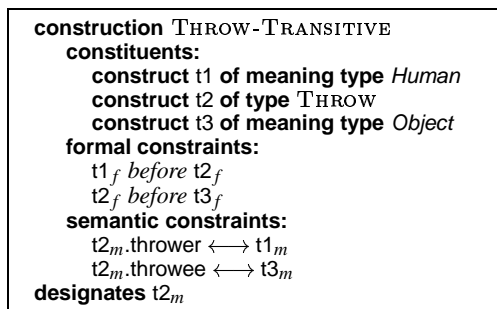 construction THROW-TRANSITIVE
constituents:
construct t1 of meaning type Human
construct t2 of type THROW
construct t3 of meaning type Object
formal constraints:
t1f before t2f
t2f before t3f
semantic constraints:
t2m.thrower ⟷ t1m
t2m.throwee ⟷ t3m
designates t2m